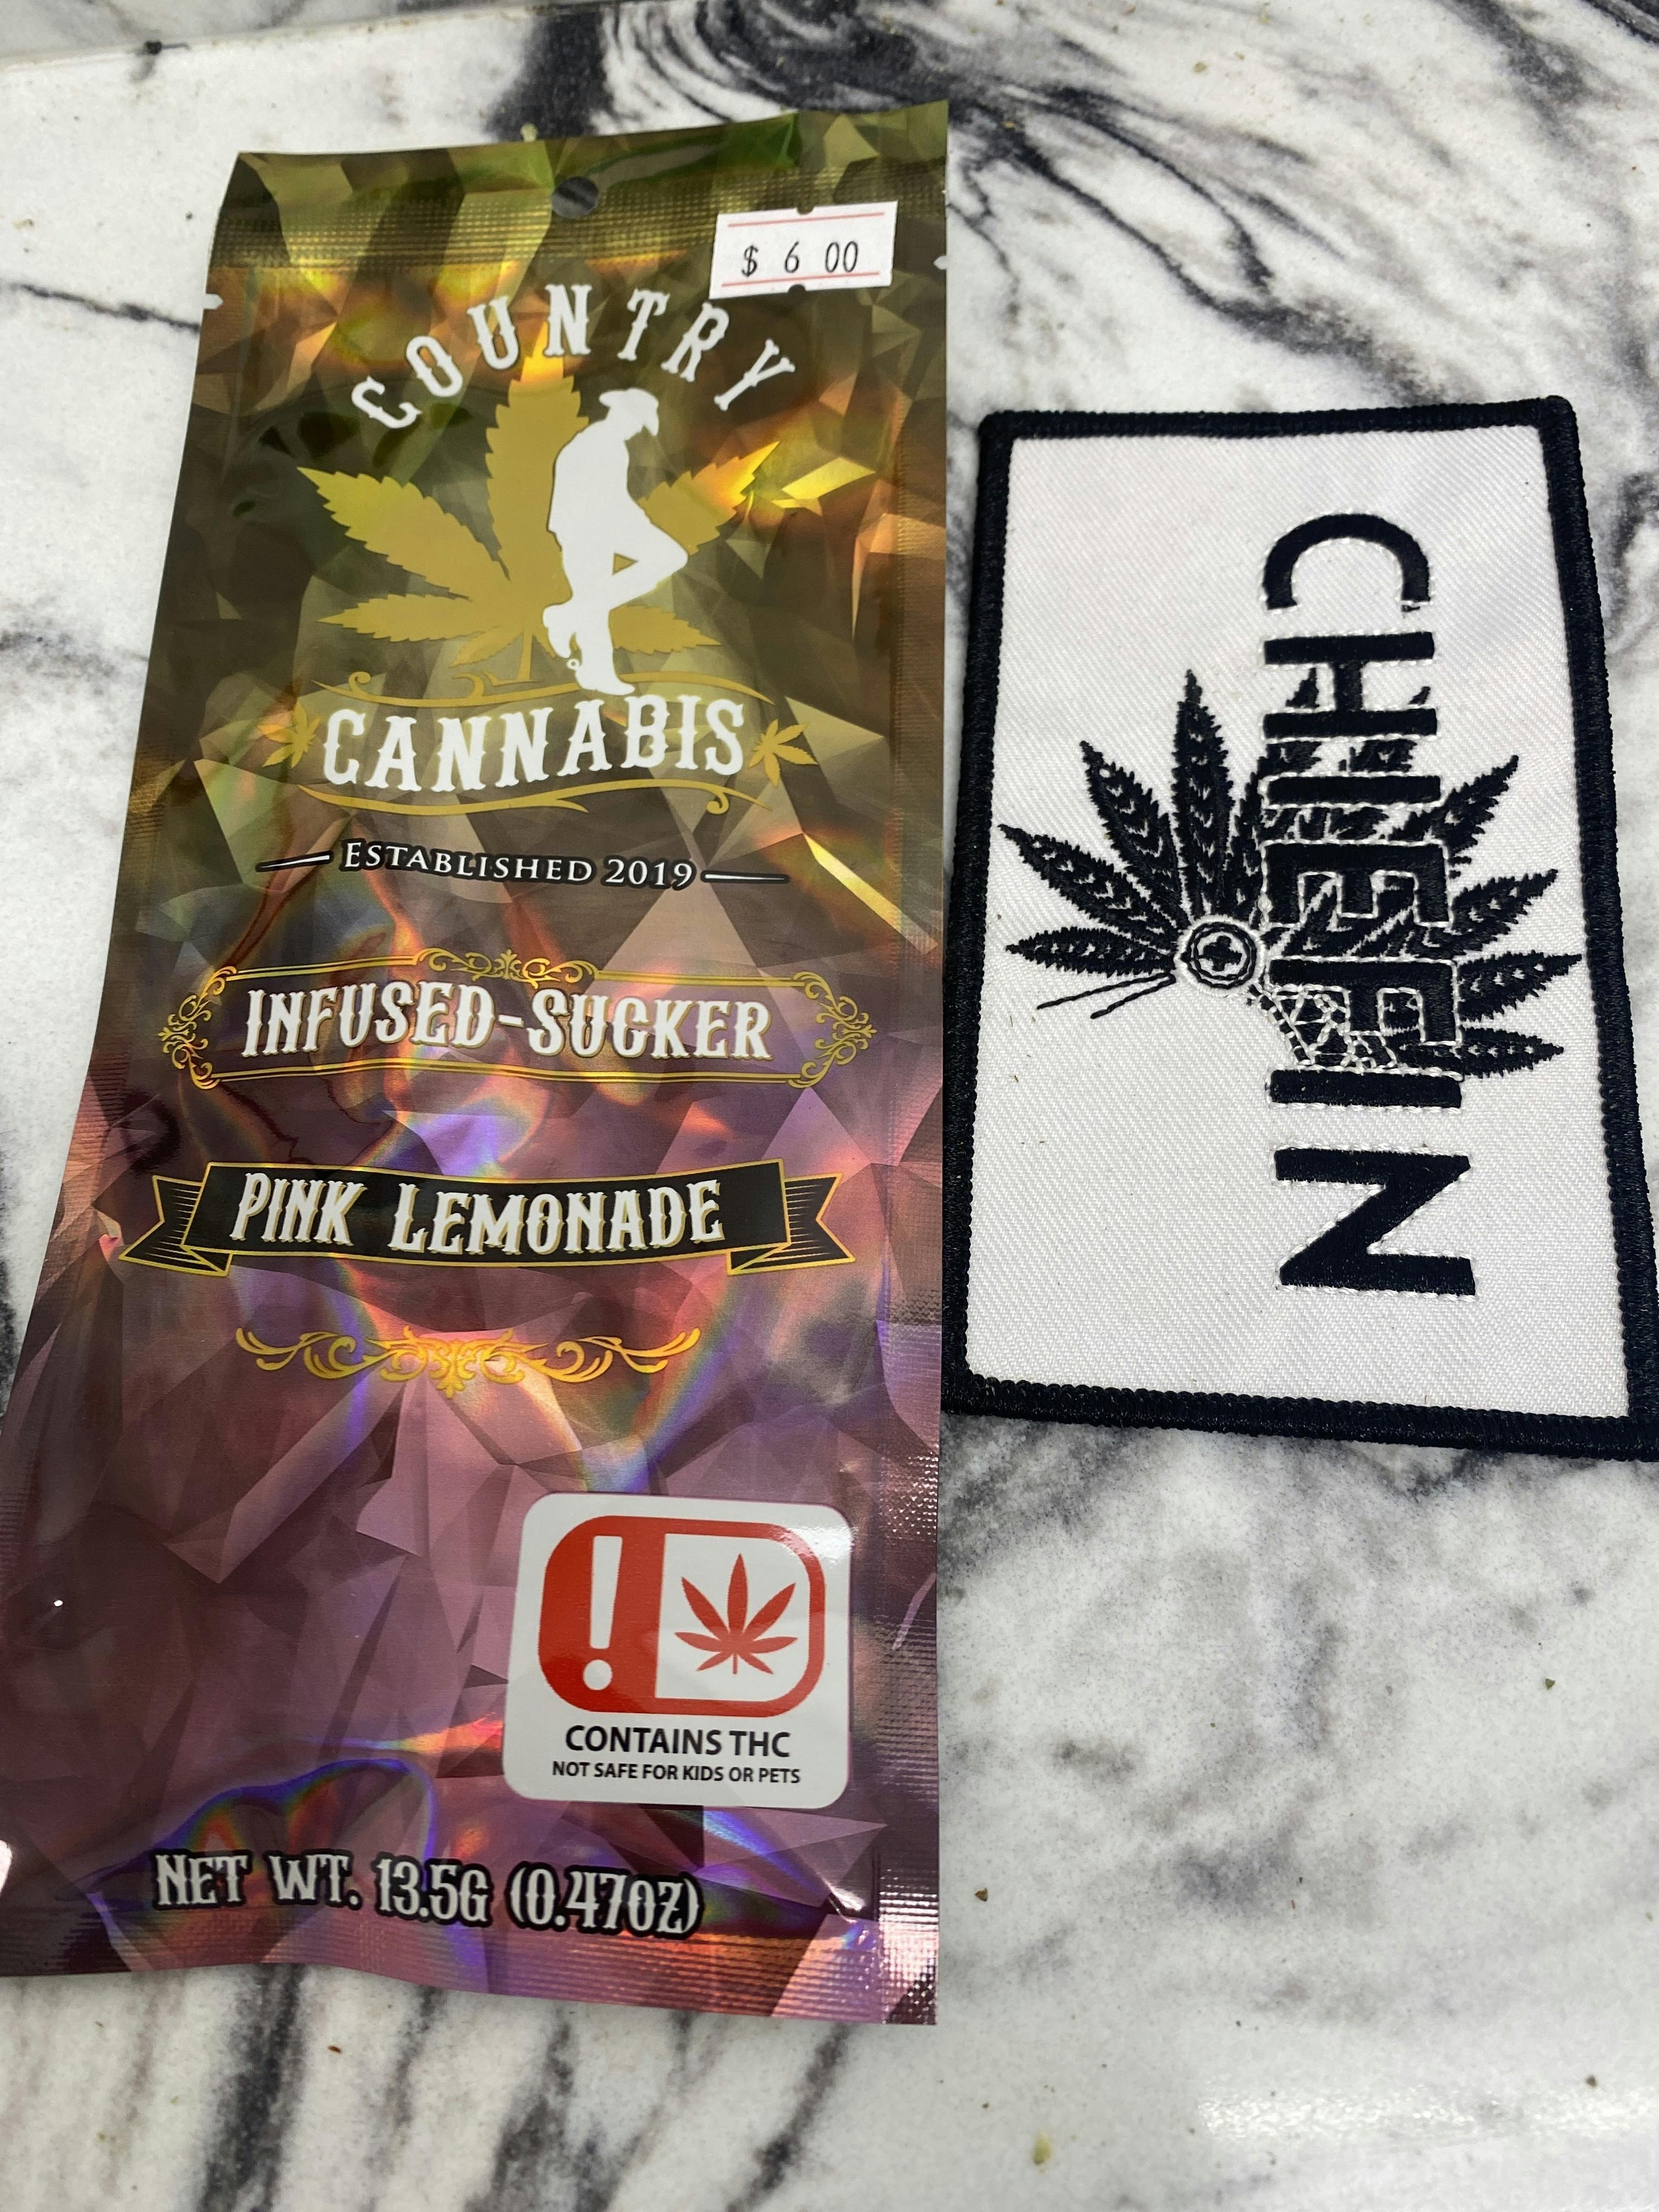 $ 6 00
COUNTRY
CANNABIS
ESTABLISHED 2019
INFUSED-SUCKER
PINK LEMONADE
!
CONTAINS THC
NOT SAFE FOR KIDS OR PETS
NET WT. 13.5G (0.47OZ)
CHIEFIN